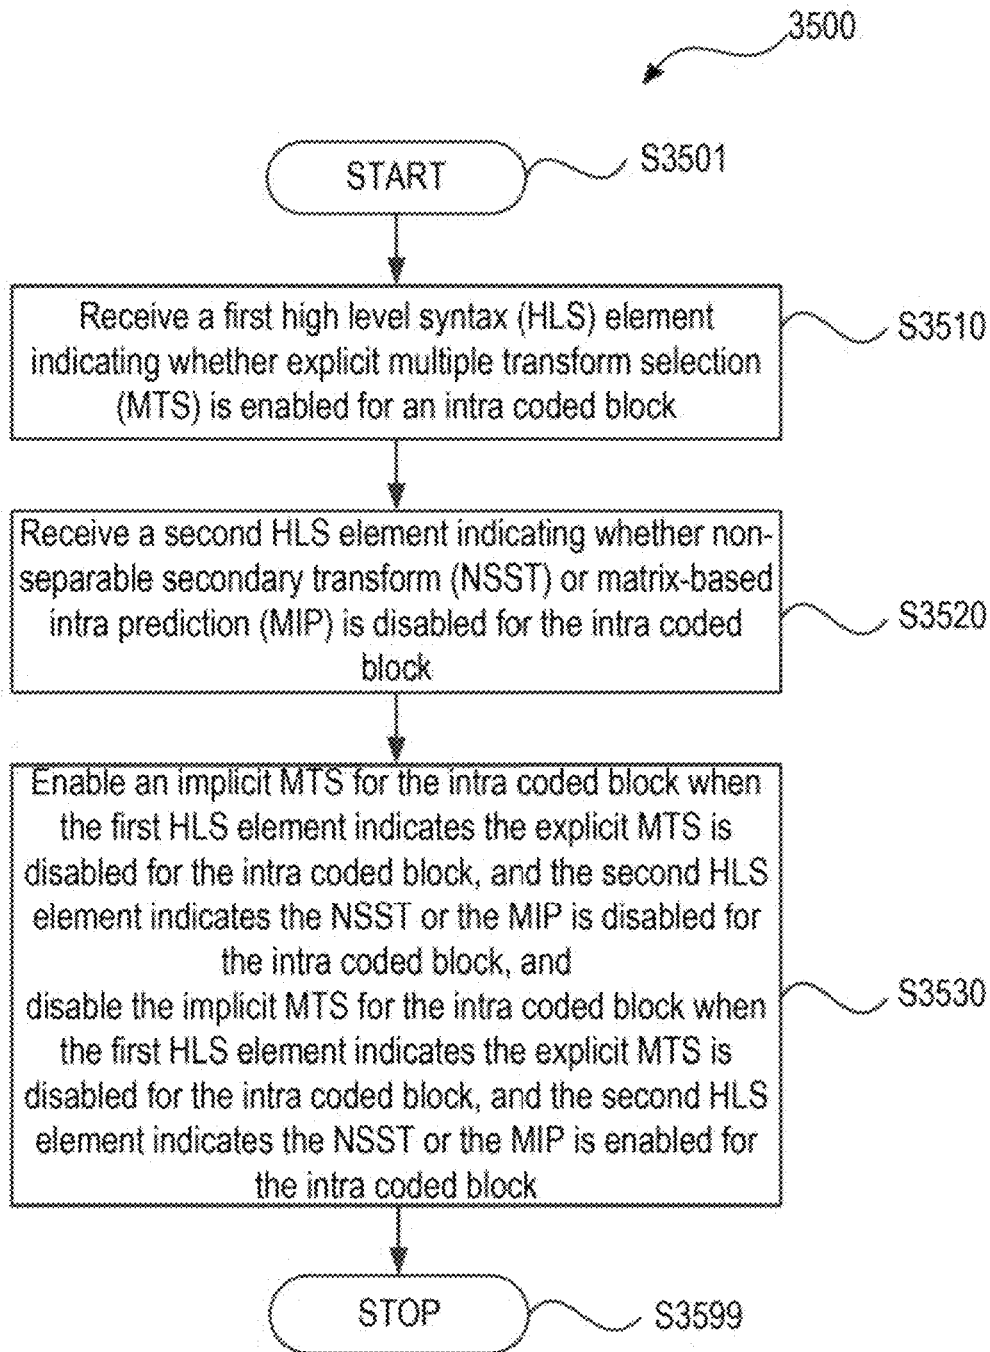 3500
START
S3501
Receive a first high level syntax (HLS) element
indicating whether explicit multiple transform selection
(MTS) is enabled for an intra coded block
S3510
Receive a second HLS element indicating whether non-
separable secondary transform (NSST) or matrix-based
intra prediction (MIP) is disabled for the intra coded
block
S3520
Enable an implicit MTS for the intra coded block when
the first HLS element indicates the explicit MTS is
disabled for the intra coded block, and the second HLS
element indicates the NSST or the MIP is disabled for
the intra coded block, and
disable the implicit MTS for the intra coded block when
the first HLS element indicates the explicit MTS is
disabled for the intra coded block, and the second HLS
element indicates the NSST or the MIP is enabled for
the intra coded block
S3530
STOP
S3599